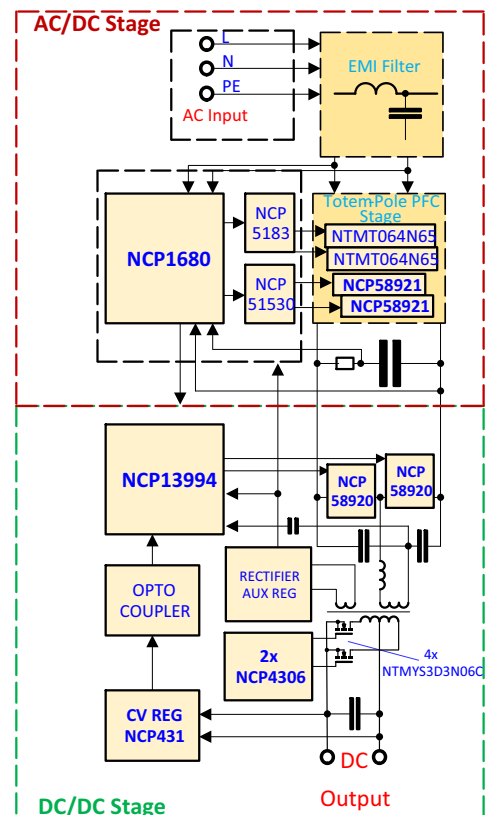 AC/DC Stage
L
N
PE
AC Input
EMI Filter
NCP1680
NCP
5183
NCP
51530
Totem-Pole PFC
Stage
NTMT064N65
NTMT064N65
NCP58921
NCP58921
NCP13994
NCP
58920
NCP
58920
OPTO
COUPLER
RECTIFIER
AUX REG
2x
NCP4306
4x
NTMYS3D3N06C
CV REG
NCP431
DC
Output
DC/DC Stage